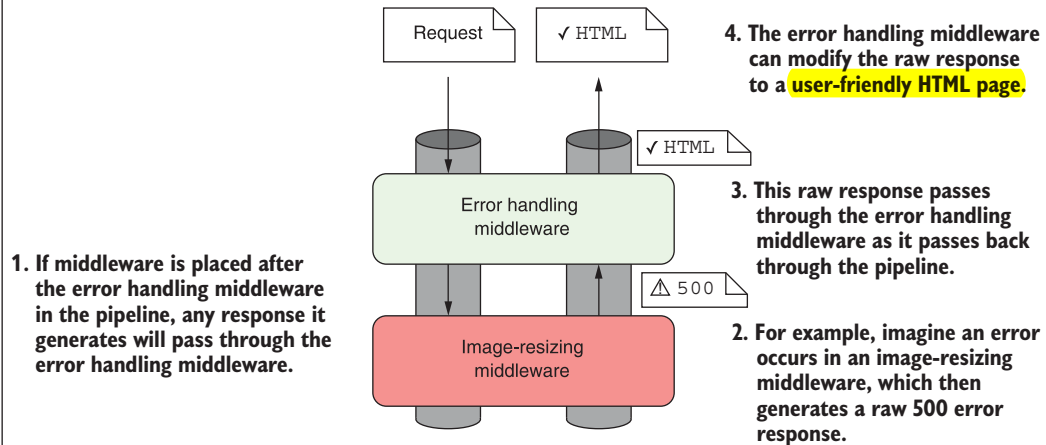 Request
✓ HTML
4. The error handling middleware
can modify the raw response
to a user-friendly HTML page.
✓ HTML
Error handling
middleware
3. This raw response passes
through the error handling
middleware as it passes back
through the pipeline.
1. If middleware is placed after
the error handling middleware
in the pipeline, any response it
generates will pass through the
error handling middleware.
⚠ 500
Image-resizing
middleware
2. For example, imagine an error
occurs in an image-resizing
middleware, which then
generates a raw 500 error
response.